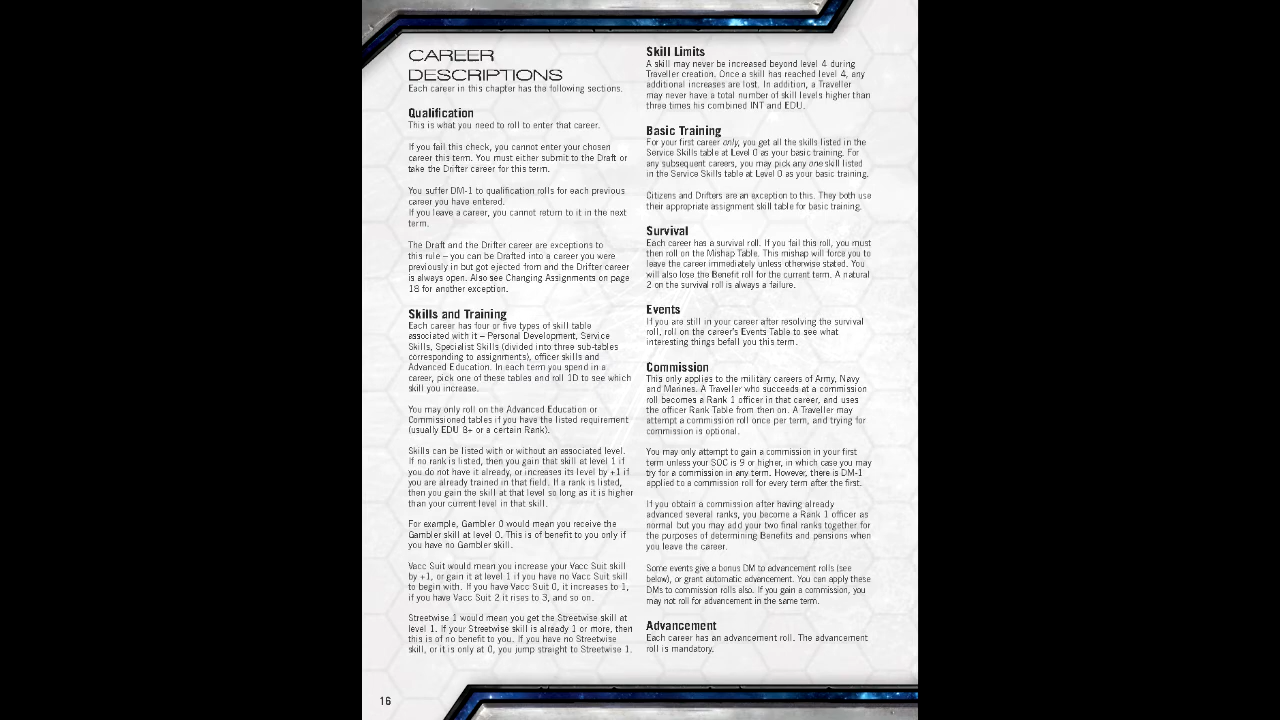 CAREER
DESCRIPTIONS
Each career in this chapter has the following sections.
Qualification
This is what you need to roll to enter that career.
If you fail this check, you cannot enter your chosen
career this term. You must either submit to the Draft or
take the Drifter career for this term.
You suffer DM-1 to qualification rolls for each previous
career you have entered.
If you leave a career, you cannot return to it in the next
term.
The Draft and the Drifter career are exceptions to
this rule – you can be Drafted into a career you were
previously in but got ejected from and the Drifter career
is always open. Also see Changing Assignments on page
18 for another exception.
Skills and Training
Each career has four or five types of skill table
associated with it – Personal Development, Service
Skills, Specialist Skills (divided into three sub-tables
corresponding to assignments), officer skills and
Advanced Education. In each term you spend in a
career, pick one of these tables and roll 1D to see which
skill you increase.
You may only roll on the Advanced Education or
Commissioned tables if you have the listed requirement
(usually EDU 8+ or a certain Rank).
Skills can be listed with or without an associated level.
If no rank is listed, then you gain that skill at level 1 if
you do not have it already, or increases its level by +1 if
you are already trained in that field. If a rank is listed,
then you gain the skill at that level so long as it is higher
than your current level in that skill.
For example, Gambler 0 would mean you receive the
Gambler skill at level 0. This is of benefit to you only if
you have no Gambler skill.
Vacc Suit would mean you increase your Vacc Suit skill
by +1, or gain it at level 1 if you have no Vacc Suit skill
to begin with. If you have Vacc Suit 0, it increases to 1,
if you have Vacc Suit 2 it rises to 3, and so on.
Streetwise 1 would mean you get the Streetwise skill at
level 1. If your Streetwise skill is already 1 or more, then
this is of no benefit to you. If you have no Streetwise
skill, or it is only at 0, you jump straight to Streetwise 1.
Skill Limits
A skill may never be increased beyond level 4 during
Traveller creation. Once a skill has reached level 4, any
additional increases are lost. In addition, a Traveller
may never have a total number of skill levels higher than
three times his combined INT and EDU.
Basic Training
For your first career only, you get all the skills listed in the
Service Skills table at Level 0 as your basic training. For
any subsequent careers, you may pick any one skill listed
in the Service Skills table at Level 0 as your basic training.
Citizens and Drifters are an exception to this. They both use
their appropriate assignment skill table for basic training.
Survival
Each career has a survival roll. If you fail this roll, you must
then roll on the Mishap Table. This mishap will force you to
leave the career immediately unless otherwise stated. You
will also lose the Benefit roll for the current term. A natural
2 on the survival roll is always a failure.
Events
If you are still in your career after resolving the survival
roll, roll on the career's Events Table to see what
interesting things befall you this term.
Commission
This only applies to the military careers of Army, Navy
and Marines. A Traveller who succeeds at a commission
roll becomes a Rank 1 officer in that career, and uses
the officer Rank Table from then on. A Traveller may
attempt a commission roll once per term, and trying for
commission is optional.
You may only attempt to gain a commission in your first
term unless your SOC is 9 or higher, in which case you may
try for a commission in any term. However, there is DM-1
applied to a commission roll for every term after the first.
If you obtain a commission after having already
advanced several ranks, you become a Rank 1 officer as
normal but you may add your two final ranks together for
the purposes of determining Benefits and pensions when
you leave the career.
Some events give a bonus DM to advancement rolls (see
below), or grant automatic advancement. You can apply these
DMs to commission rolls also. If you gain a commission, you
may not roll for advancement in the same term.
Advancement
Each career has an advancement roll. The advancement
roll is mandatory.
16